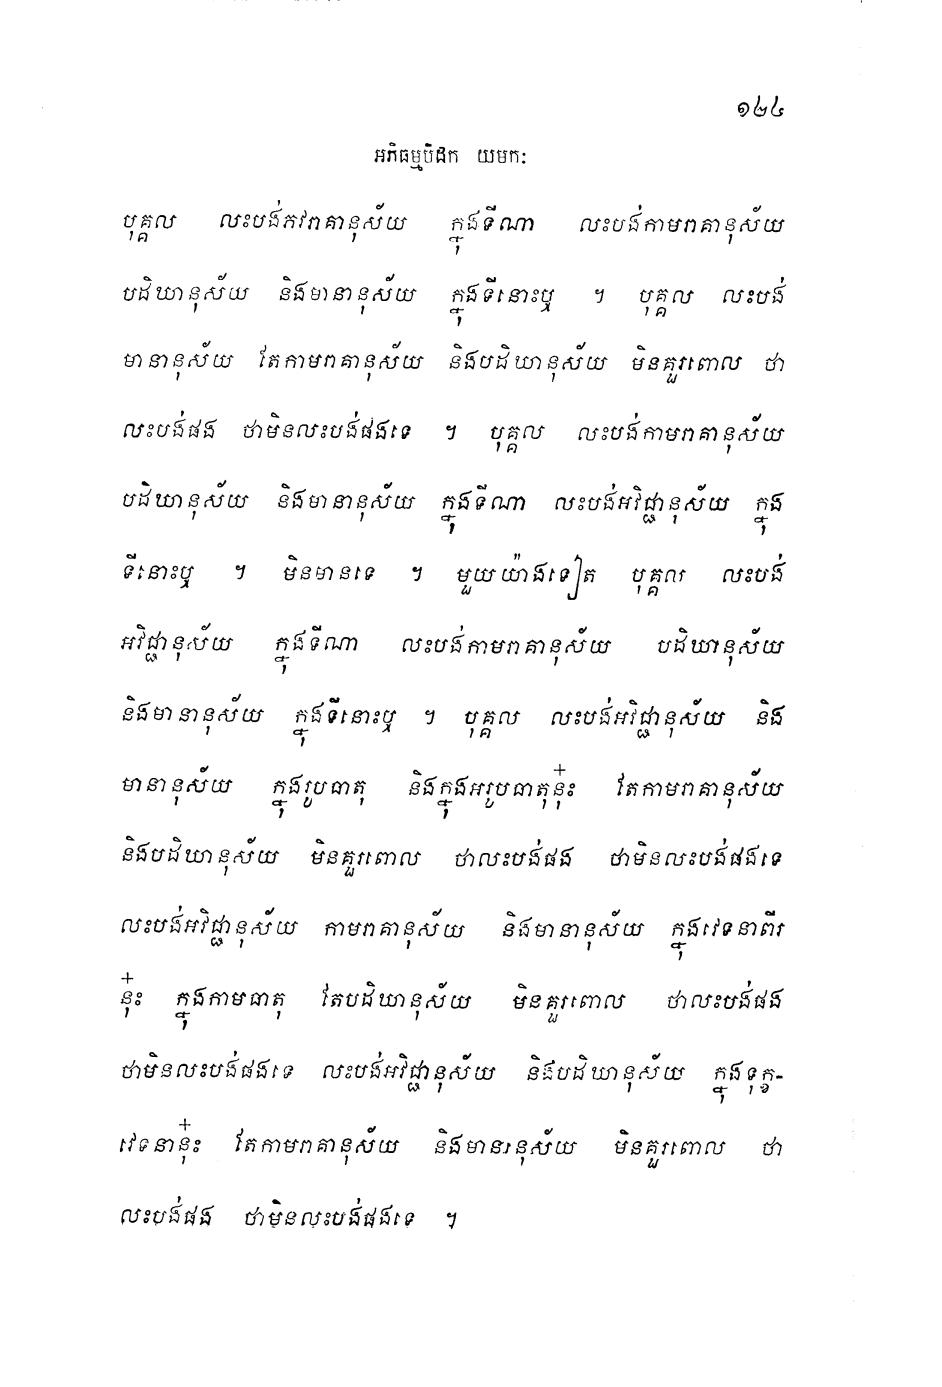 ១៤៤
អភិធម្មបិដក យមកៈ
បុគ្គល លះបង់ភវរាគានុស័យ ក្នុងទីណា លះបង់កាមរាគានុស័យ
បដិឃានុស័យ និងមានានុស័យ ក្នុងទីនោះឬ ។ បុគ្គល លះបង់
មានានុស័យ តែកាមរាគានុស័យ និងបដិឃានុស័យ មិនគួរពោល ថា
លះបង់ផង ថាមិនលះបង់ផងទេ ។ បុគ្គល លះបង់កាមរាគានុស័យ
បដិឃានុស័យ និងមានានុស័យ ក្នុងទីណា លះបង់អវិជ្ជានុស័យ ក្នុង
ទីនោះឬ ។ មិនមានទេ ។ មួយយ៉ាងទៀត បុគ្គល លះបង់
អវិជ្ជានុស័យ ក្នុងទីណា លះបង់កាមរាគានុស័យ បដិឃានុស័យ
និងមានានុស័យ ក្នុងទីនោះឬ ។ បុគ្គល លះបង់អវិជ្ជានុស័យ និង
មានានុស័យ ក្នុងរូបធាតុ និងក្នុងអរូបធាតុនុ៎ះ តែកាមរាគានុស័យ
និងបដិឃានុស័យ មិនគួរពោល ថាលះបង់ផង ថាមិនលះបង់ផងទេ
លះបង់អវិជ្ជានុស័យ កាមរាគានុស័យ និងមានានុស័យ ក្នុងវេទនាពីរ
នុ៎ះ ក្នុងកាមធាតុ តែបដិឃានុស័យ មិនគួរពោល ថាលះបង់ផង
ថាមិនលះបង់ផងទេ លះបង់អវិជ្ជានុស័យ និងបដិឃានុស័យ ក្នុងទុក្ខ-
វេទនានុ៎ះ តែកាមរាគានុស័យ និងមានានុស័យ មិនគួរពោល ថា
លះបង់ផង ថាមិនលះបង់ផងទេ ។